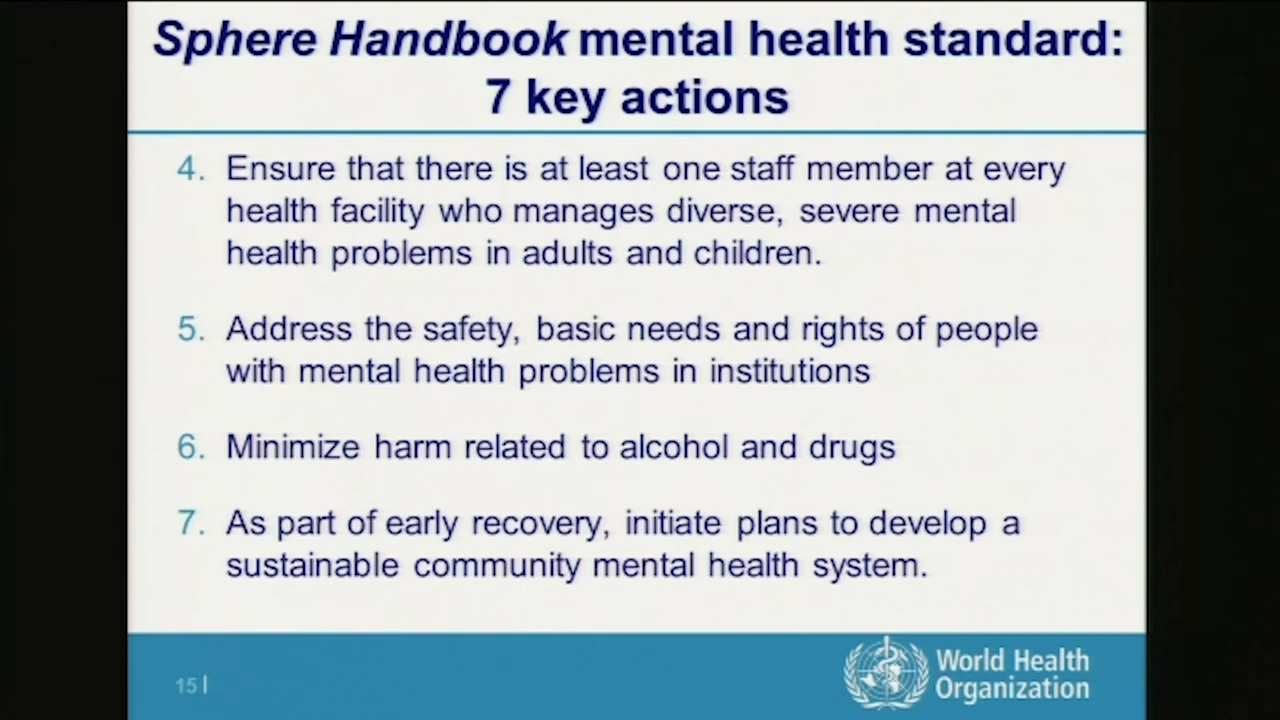 Sphere Handbook mental health standard:
7 key actions
4. Ensure that there is at least one staff member at every
health facility who manages diverse, severe mental
health problems in adults and children.
5. Address the safety, basic needs and rights of people
with mental health problems in institutions
6. Minimize harm related to alcohol and drugs
7. As part of early recovery, initiate plans to develop a
sustainable community mental health system.
15 |
World Health
Organization